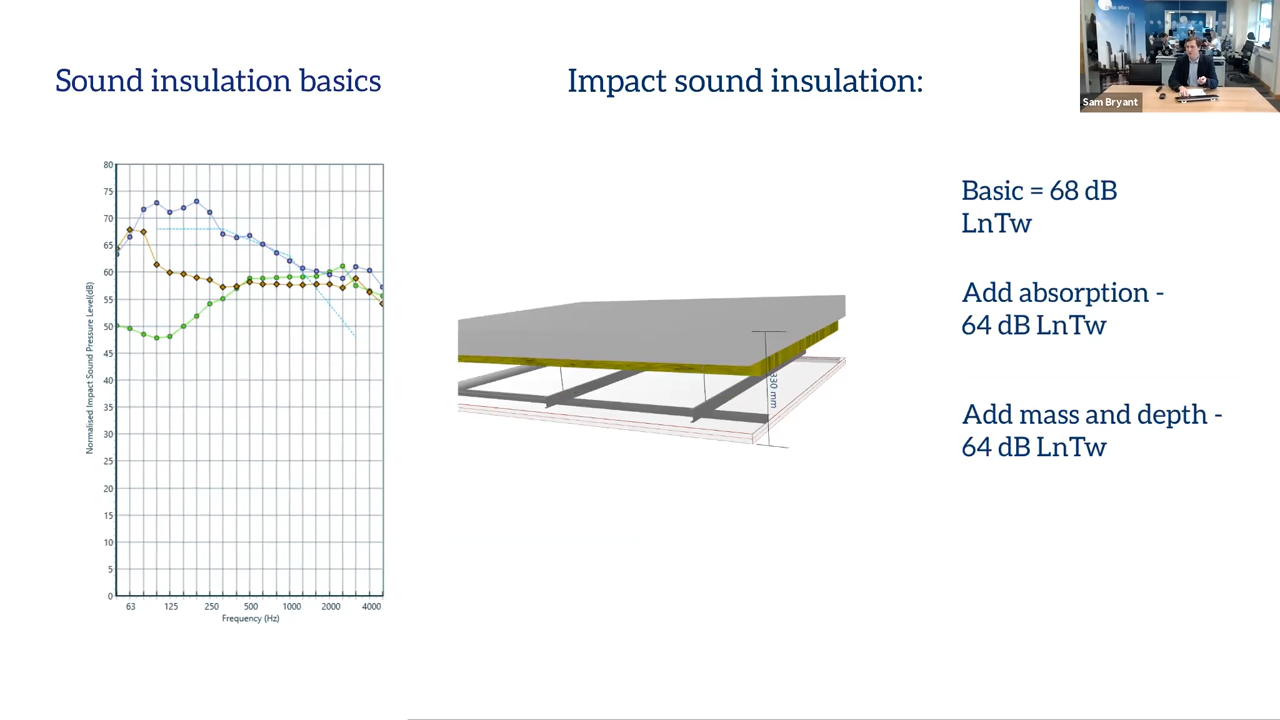 Sound insulation basics
Impact sound insulation:
Sam Bryant
80
75
70
65
60
55
50
45
40
35
30
25
20
15
10
5
0
Normalised Impact Sound Pressure Level(dB)
63 125 250 500 1000 2000 4000
Frequency (Hz)
330 mm
Basic = 68 dB
LnTw
Add absorption -
64 dB LnTw
Add mass and depth -
64 dB LnTw